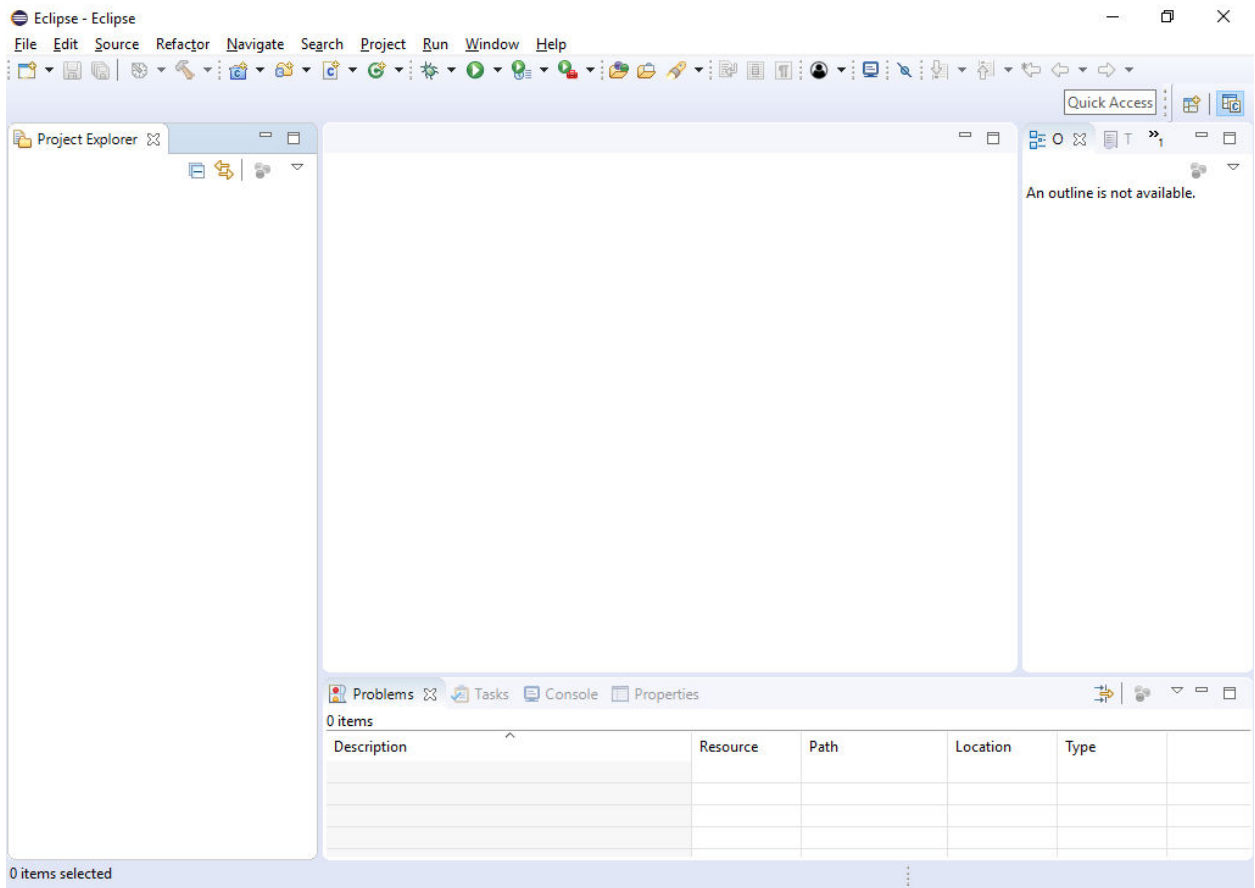 Eclipse - Eclipse
File Edit Source Refactor Navigate Search Project Run Window Help
Quick Access
Project Explorer
O T »1
An outline is not available.
Problems Tasks Console Properties
0 items
Description Resource Path Location Type
0 items selected